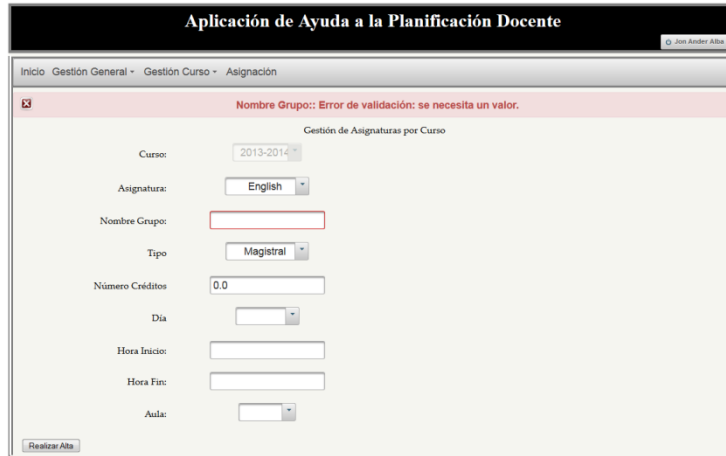 Aplicación de Ayuda a la Planificación Docente
Jon Ander Alba
Inicio Gestión General Gestión Curso Asignación
Nombre Grupo:: Error de validación: se necesita un valor.
Gestión de Asignaturas por Curso
Curso: 2013-2014
Asignatura: English
Nombre Grupo:
Tipo Magistral
Número Créditos 0.0
Día
Hora Inicio:
Hora Fin:
Aula:
Realizar Alta